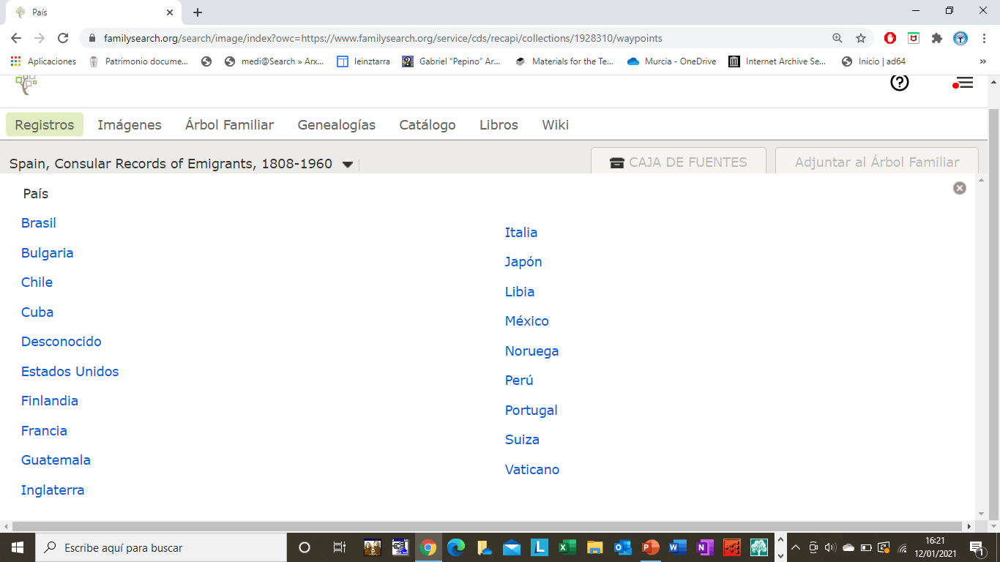 País
familysearch.org/search/image/index?owc=https://www.familysearch.org/service/cds/recapi/collections/1928310/waypoints
Aplicaciones Patrimonio docume... medi@Search » Arx... leinztarra Gabriel “Pepino” Ar... Materials for the Te... Murcia - OneDrive Internet Archive Se... Inicio | ad64 »
Registros Imágenes Árbol Familiar Genealogías Catálogo Libros Wiki
Spain, Consular Records of Emigrants, 1808-1960 CAJA DE FUENTES Adjuntar al Árbol Familiar
País
Brasil
Bulgaria
Chile
Cuba
Desconocido
Estados Unidos
Finlandia
Francia
Guatemala
Inglaterra
Italia
Japón
Libia
México
Noruega
Perú
Portugal
Suiza
Vaticano
Escribe aquí para buscar
16:21
12/01/2021
1